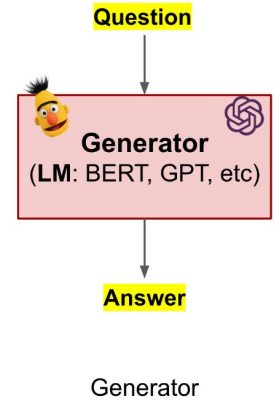 Question
Generator
(LM: BERT, GPT, etc)
Answer
Generator